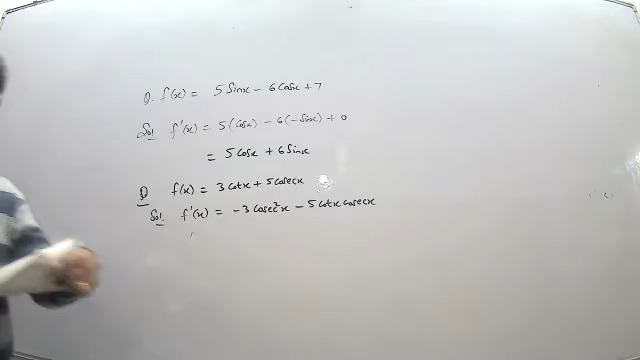 Q. f(x) = 5 Sinx - 6 Cosx + 7
Sol f'(x) = 5(Cosx) - 6(-Sinx) + 0
= 5 Cosx + 6 Sinx
Q f(x) = 3 Cotx + 5 Cosecx
Sol. f'(x) = -3 Cosec²x - 5 Cotx Cosecx